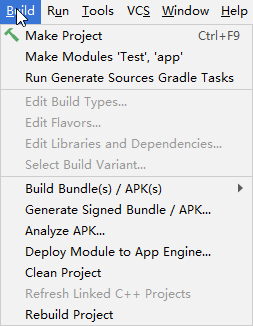 Build Run Tools VCS Window Help
Make Project Ctrl+F9
Make Modules 'Test', 'app'
Run Generate Sources Gradle Tasks
Edit Build Types...
Edit Flavors...
Edit Libraries and Dependencies...
Select Build Variant...
Build Bundle(s) / APK(s)
Generate Signed Bundle / APK...
Analyze APK...
Deploy Module to App Engine...
Clean Project
Refresh Linked C++ Projects
Rebuild Project